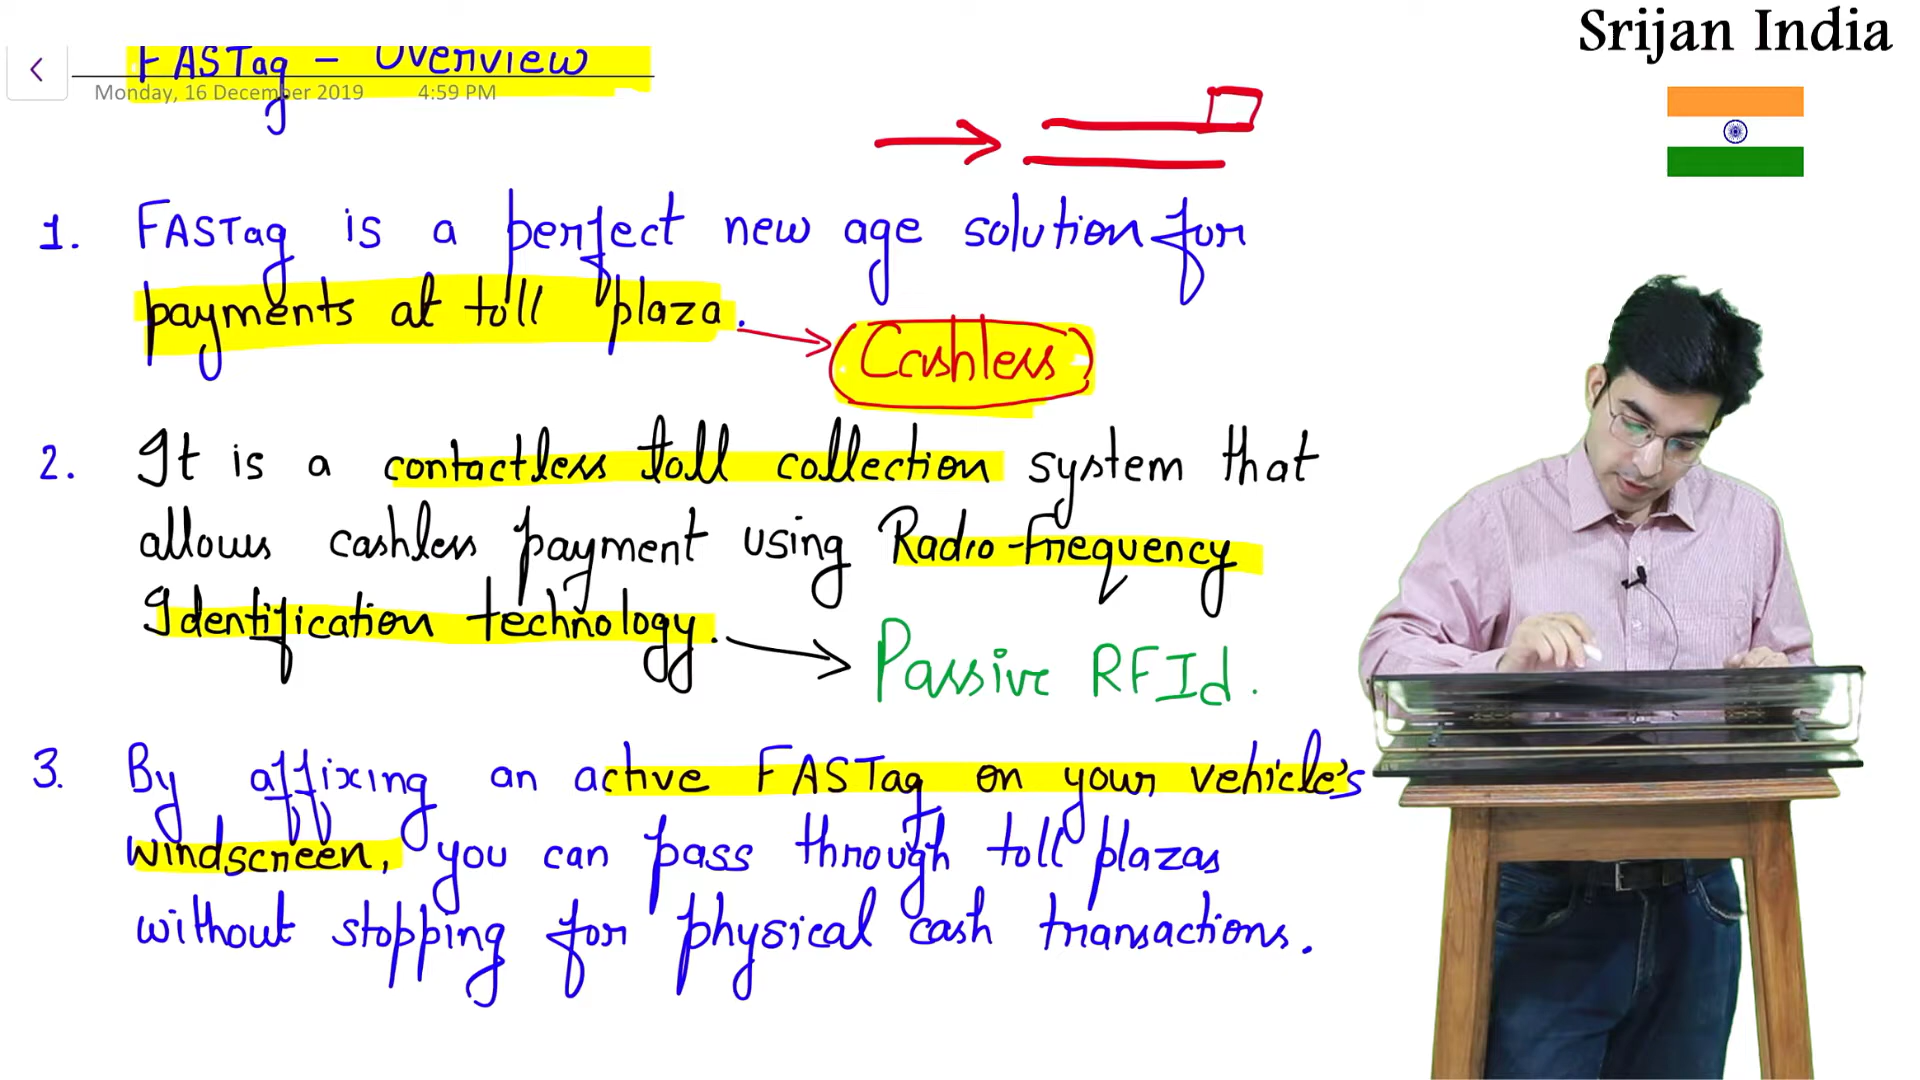 Srijan India
FASTag - Overview
Monday, 16 December 2019 4:59 PM
1. FASTag is a perfect new age solution for
payments at toll plaza.
Cashless
2. It is a contactless toll collection system that
allows cashless payment using Radio-frequency
Identification technology.
Passive RFId.
3. By affixing an active FASTag on your vehicle's
windscreen, you can pass through toll plazas
without stopping for physical cash transactions.